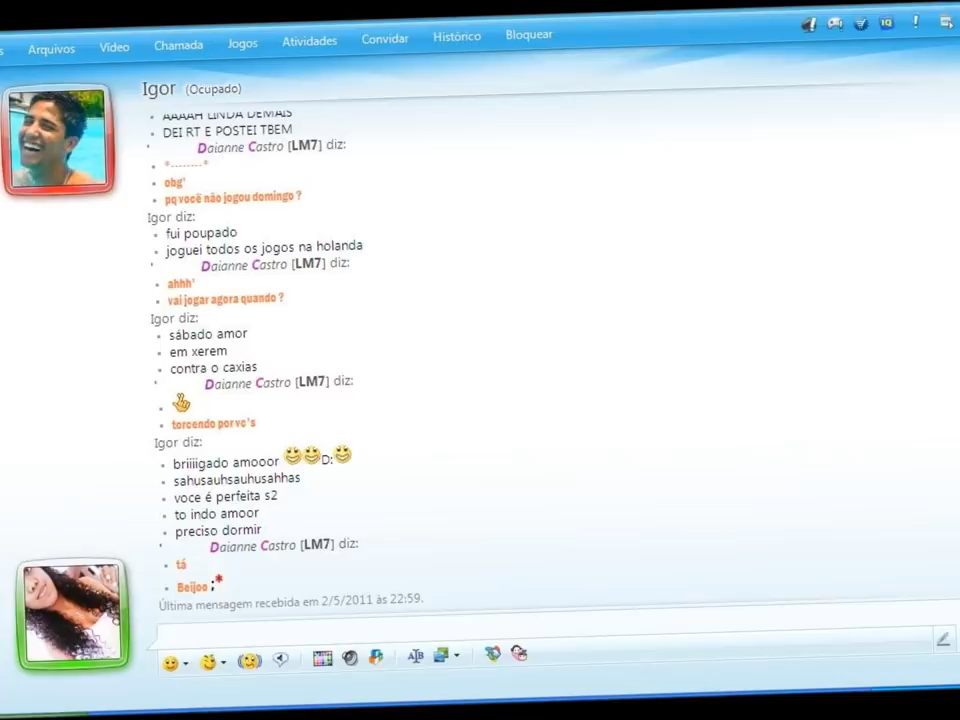 Arquivos Vídeo Chamada Jogos Atividades Convidar Histórico Bloquear
Igor (Ocupado)
AAAAH LINDA DEMAIS
DEI RT E POSTEI TBEM
Daianne Castro [LM7] diz:
*--------*
obg'
pq você não jogou domingo ?
Igor diz:
fui poupado
joguei todos os jogos na holanda
Daianne Castro [LM7] diz:
ahhh'
vai jogar agora quando ?
Igor diz:
sábado amor
em xerem
contra o caxias
Daianne Castro [LM7] diz:
torcendo por vc's
Igor diz:
briiiigado amooor D:
sahusauhsauhusahhas
voce é perfeita s2
to indo amoor
preciso dormir
Daianne Castro [LM7] diz:
tá
Beijoo ;*
Última mensagem recebida em 2/5/2011 às 22:59.